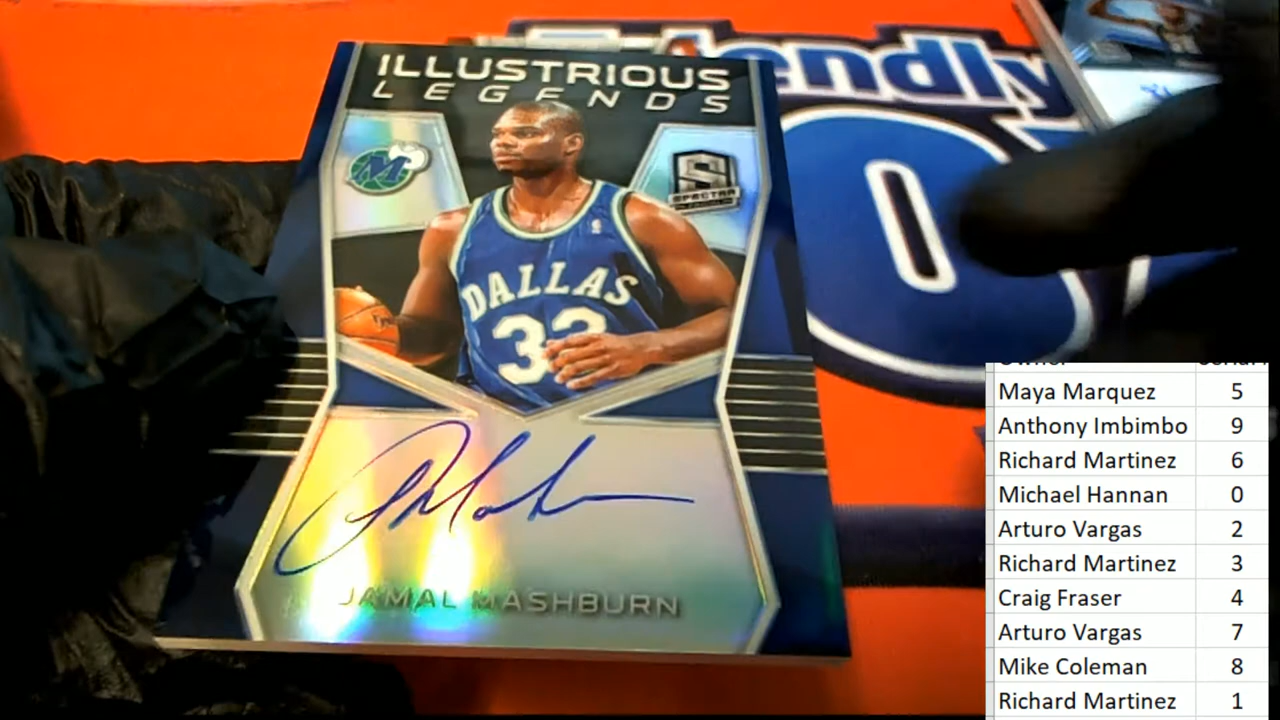 ILLUSTRIOUS
LEGENDS
endly
M
S
SPECTRA
DALLAS
32
JAMAL MASHBURN
Maya Marquez 5
Anthony Imbimbo 9
Richard Martinez 6
Michael Hannan 0
Arturo Vargas 2
Richard Martinez 3
Craig Fraser 4
Arturo Vargas 7
Mike Coleman 8
Richard Martinez 1